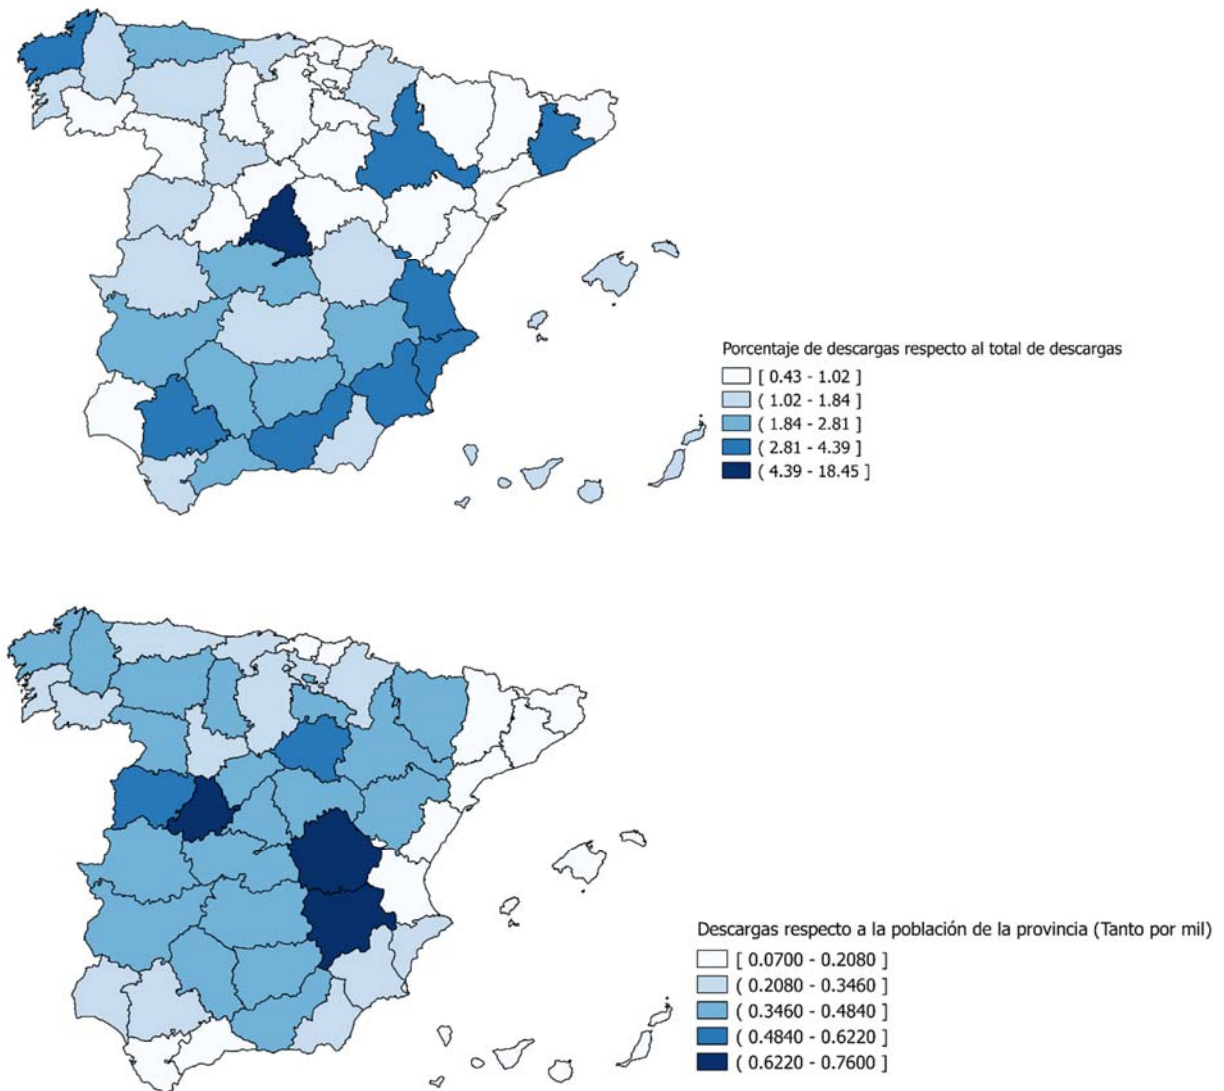 Porcentaje de descargas respecto al total de descargas
[ 0.43 - 1.02 ]
( 1.02 - 1.84 ]
( 1.84 - 2.81 ]
( 2.81 - 4.39 ]
( 4.39 - 18.45 ]
Descargas respecto a la población de la provincia (Tanto por mil)
[ 0.0700 - 0.2080 ]
( 0.2080 - 0.3460 ]
( 0.3460 - 0.4840 ]
( 0.4840 - 0.6220 ]
( 0.6220 - 0.7600 ]